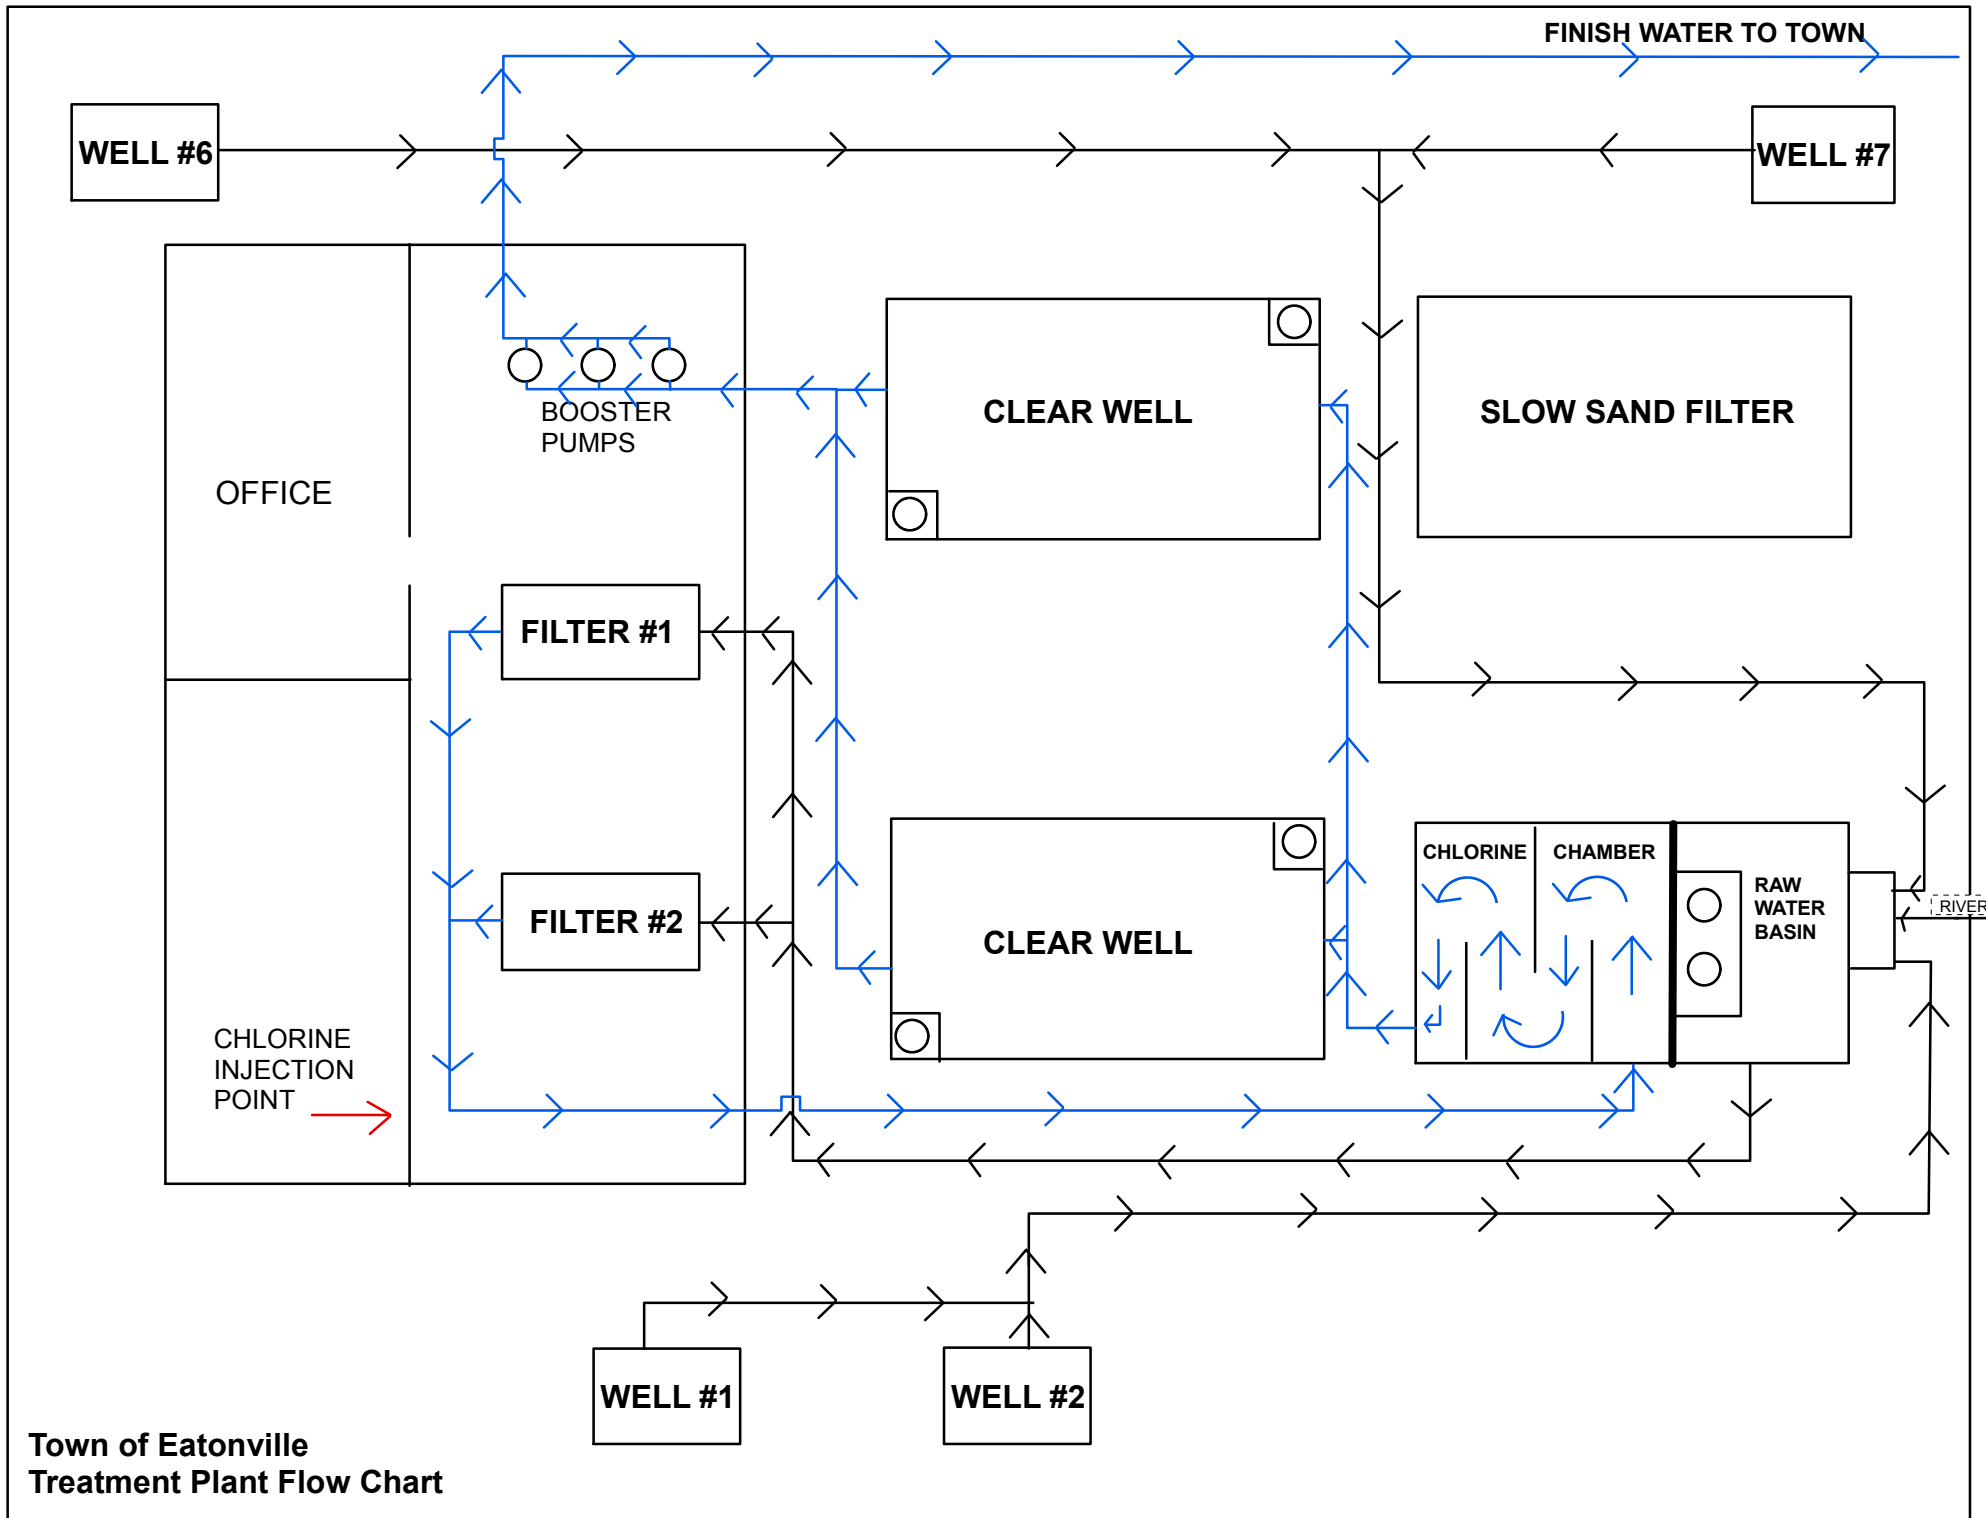 FINISH WATER TO TOWN
WELL #6
WELL #7
BOOSTER
PUMPS
CLEAR WELL
SLOW SAND FILTER
OFFICE
FILTER #1
CHLORINE
CHAMBER
RAW
WATER
BASIN
RIVER
FILTER #2
CLEAR WELL
CHLORINE
INJECTION
POINT
WELL #1
WELL #2
Town of Eatonville
Treatment Plant Flow Chart